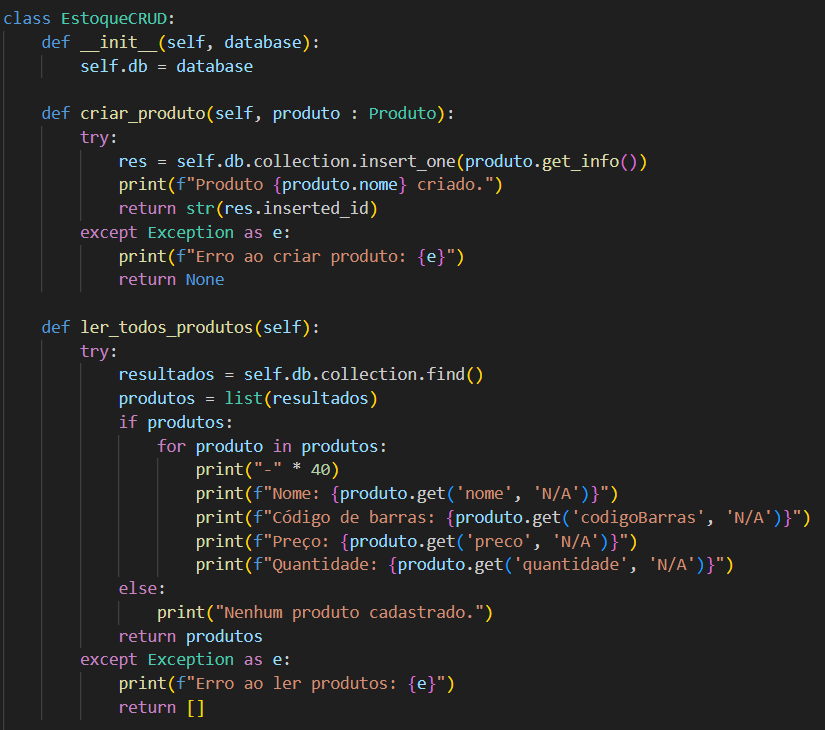 class EstoqueCRUD:
    def __init__(self, database):
        self.db = database

    def criar_produto(self, produto : Produto):
        try:
            res = self.db.collection.insert_one(produto.get_info())
            print(f"Produto {produto.nome} criado.")
            return str(res.inserted_id)
        except Exception as e:
            print(f"Erro ao criar produto: {e}")
            return None

    def ler_todos_produtos(self):
        try:
            resultados = self.db.collection.find()
            produtos = list(resultados)
            if produtos:
                for produto in produtos:
                    print("-" * 40)
                    print(f"Nome: {produto.get('nome', 'N/A')}")
                    print(f"Código de barras: {produto.get('codigoBarras', 'N/A')}")
                    print(f"Preço: {produto.get('preco', 'N/A')}")
                    print(f"Quantidade: {produto.get('quantidade', 'N/A')}")
            else:
                print("Nenhum produto cadastrado.")
            return produtos
        except Exception as e:
            print(f"Erro ao ler produtos: {e}")
            return []